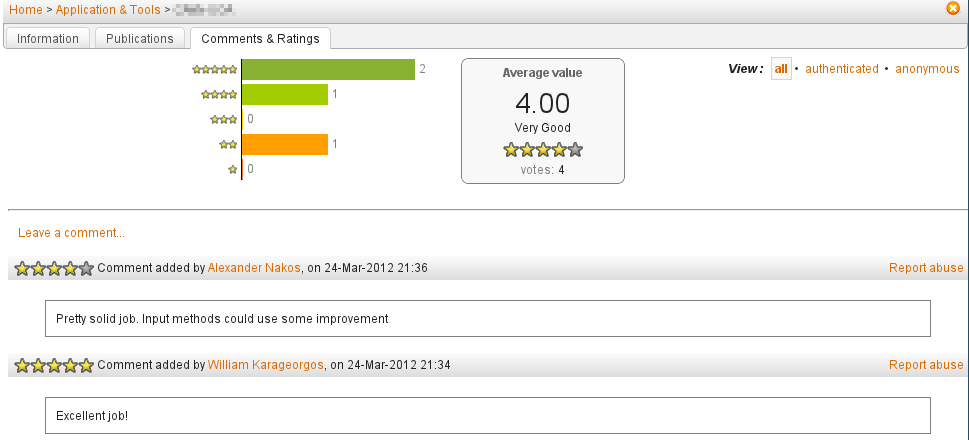 Home > Application & Tools >
Information Publications Comments & Ratings
2
1
0
1
0
Average value
4.00
Very Good
votes: 4
View: all • authenticated • anonymous
Leave a comment...
Comment added by Alexander Nakos, on 24-Mar-2012 21:36 Report abuse
Pretty solid job. Input methods could use some improvement
Comment added by William Karageorgos, on 24-Mar-2012 21:34 Report abuse
Excellent job!